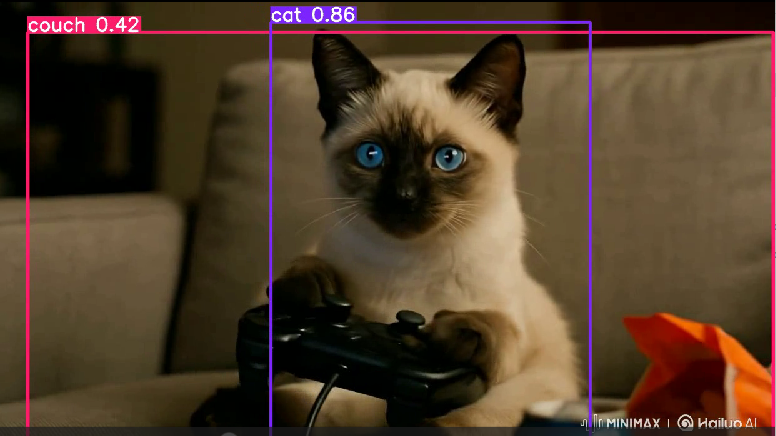 couch 0.42
cat 0.86
MINIMAX | Hailuo AI